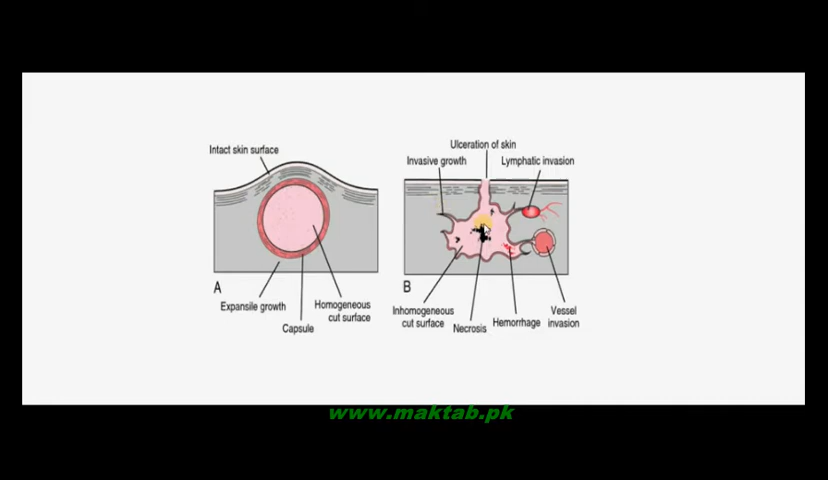 Intact skin surface
A
Expansile growth
Capsule
Homogeneous
cut surface
Ulceration of skin
Invasive growth
Lymphatic invasion
B
Inhomogeneous
cut surface
Necrosis
Hemorrhage
Vessel
invasion
www.maktab.pk